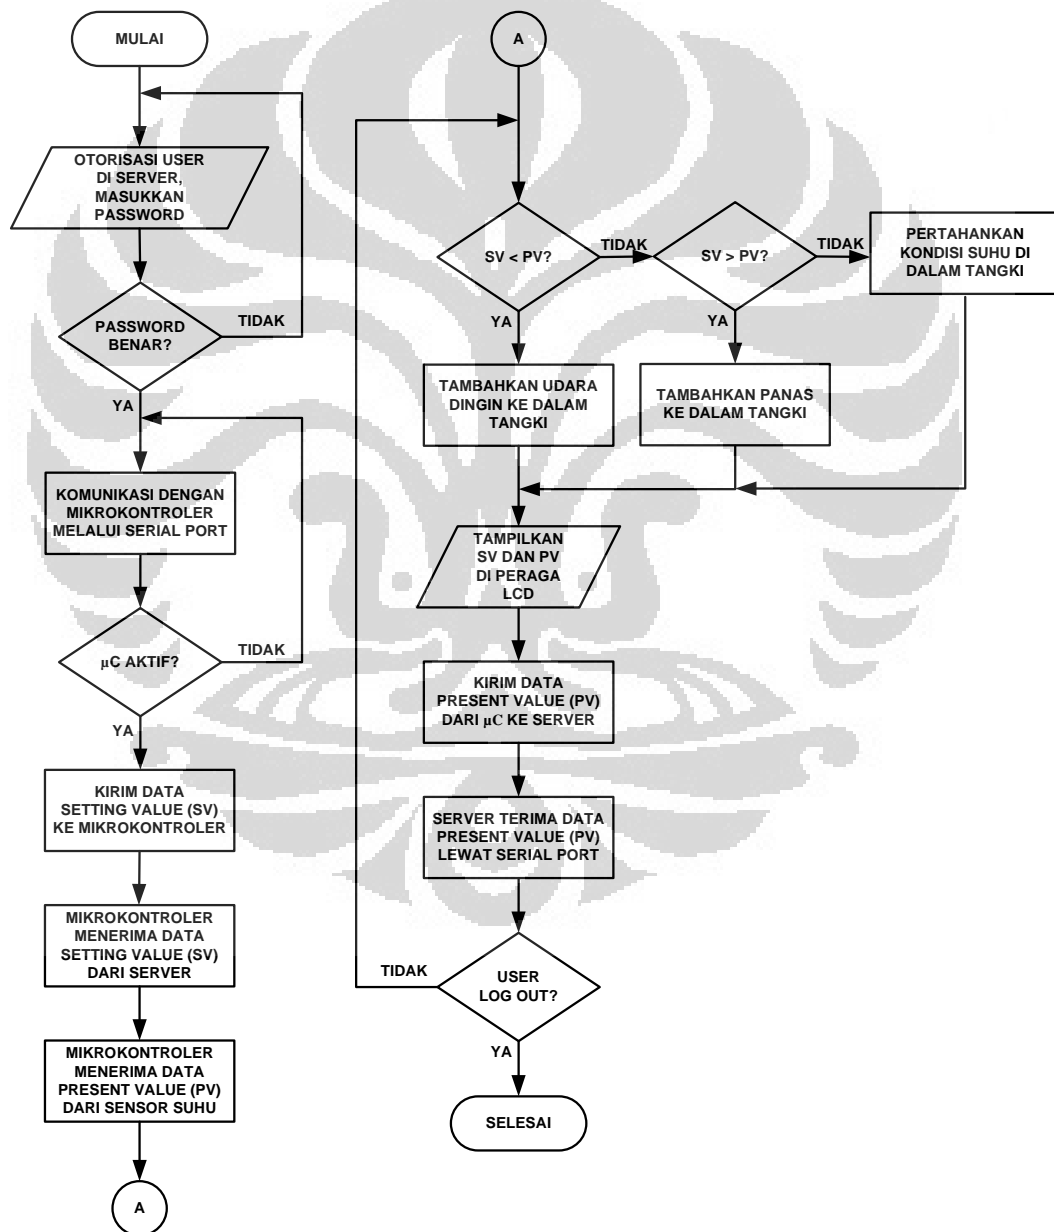 MULAI
OTORISASI USER
DI SERVER,
MASUKKAN
PASSWORD
PASSWORD
BENAR?
TIDAK
YA
KOMUNIKASI DENGAN
MIKROKONTROLER
MELALUI SERIAL PORT
µC AKTIF?
TIDAK
YA
KIRIM DATA
SETTING VALUE (SV)
KE MIKROKONTROLER
MIKROKONTROLER
MENERIMA DATA
SETTING VALUE (SV)
DARI SERVER
MIKROKONTROLER
MENERIMA DATA
PRESENT VALUE (PV)
DARI SENSOR SUHU
A
A
SV < PV?
TIDAK
SV > PV?
TIDAK
PERTAHANKAN
KONDISI SUHU DI
DALAM TANGKI
YA
YA
TAMBAHKAN UDARA
DINGIN KE DALAM
TANGKI
TAMBAHKAN PANAS
KE DALAM TANGKI
TAMPILKAN
SV DAN PV
DI PERAGA
LCD
KIRIM DATA
PRESENT VALUE (PV)
DARI µC KE SERVER
SERVER TERIMA DATA
PRESENT VALUE (PV)
LEWAT SERIAL PORT
USER
LOG OUT?
TIDAK
YA
SELESAI